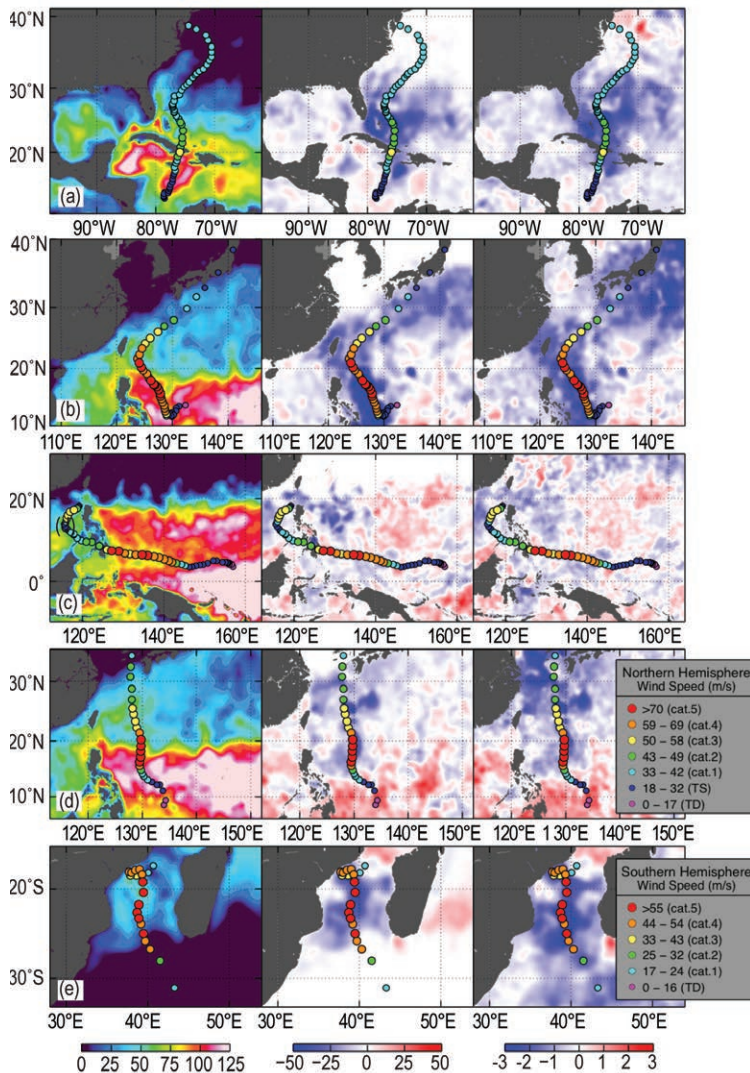 40°N
30°N
20°N
(a)
90°W 80°W 70°W 90°W 80°W 70°W 90°W 80°W 70°W
40°N
30°N
20°N
(b)
10°N
110°E 120°E 130°E 140°E 110°E 120°E 130°E 140°E 110°E 120°E 130°E 140°E
20°N
0°
(c)
120°E 140°E 160°E 120°E 140°E 160°E 120°E 140°E 160°E
30°N
20°N
10°N
(d)
120°E 130°E 140°E 150°E 120°E 130°E 140°E 150°E 120°E 130°E 140°E 150°E
Northern Hemisphere
Wind Speed (m/s)
>70 (cat.5)
59 – 69 (cat.4)
50 – 58 (cat.3)
43 – 49 (cat.2)
33 – 42 (cat.1)
18 – 32 (TS)
0 – 17 (TD)
20°S
30°S
(e)
30°E 40°E 50°E 30°E 40°E 50°E 30°E 40°E 50°E
Southern Hemisphere
Wind Speed (m/s)
>55 (cat.5)
44 – 54 (cat.4)
33 – 43 (cat.3)
25 – 32 (cat.2)
17 – 24 (cat.1)
0 – 16 (TD)
0 25 50 75 100 125 −50 −25 0 25 50 −3 −2 −1 0 1 2 3